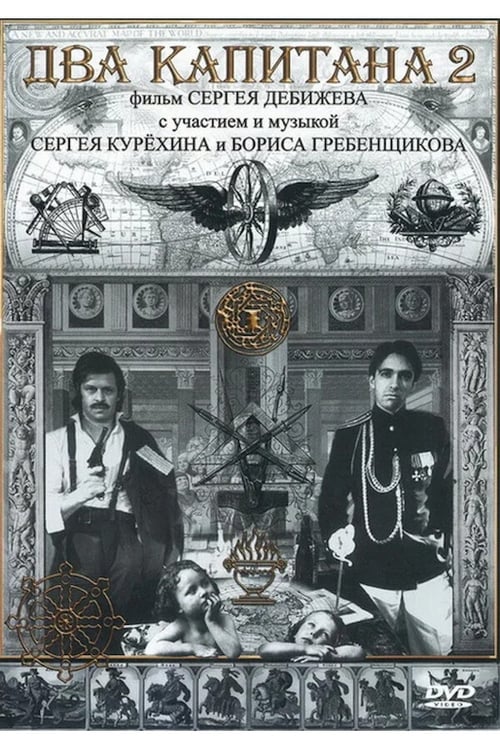 A NEW AND ACCVRAT MAP OF THE WORLD
ДВА КАПИТАНА 2
фильм СЕРГЕЯ ДЕБИЖЕВА
с участием и музыкой
СЕРГЕЯ КУРЁХИНА и БОРИСА ГРЕБЕНЩИКОВА
DVD
VIDEO